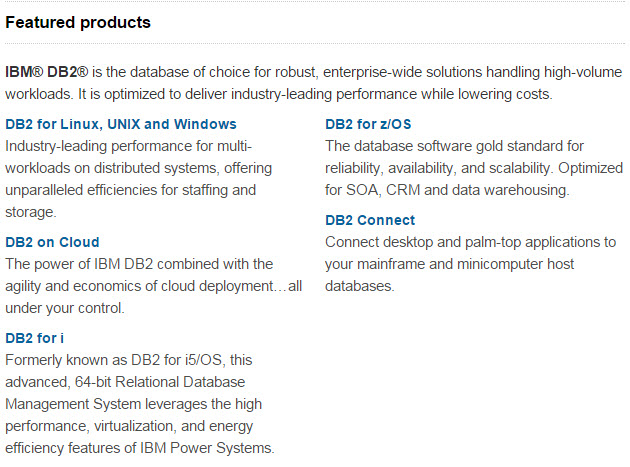 Featured products
IBM® DB2® is the database of choice for robust, enterprise-wide solutions handling high-volume
workloads. It is optimized to deliver industry-leading performance while lowering costs.
DB2 for Linux, UNIX and Windows
Industry-leading performance for multi-
workloads on distributed systems, offering
unparalleled efficiencies for staffing and
storage.
DB2 on Cloud
The power of IBM DB2 combined with the
agility and economics of cloud deployment…all
under your control.
DB2 for i
Formerly known as DB2 for i5/OS, this
advanced, 64-bit Relational Database
Management System leverages the high
performance, virtualization, and energy
efficiency features of IBM Power Systems.
DB2 for z/OS
The database software gold standard for
reliability, availability, and scalability. Optimized
for SOA, CRM and data warehousing.
DB2 Connect
Connect desktop and palm-top applications to
your mainframe and minicomputer host
databases.